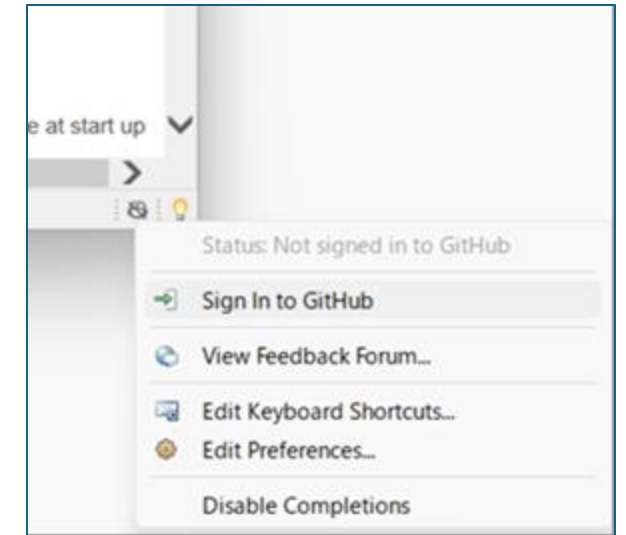 e at start up
Status: Not signed in to GitHub
Sign In to GitHub
View Feedback Forum...
Edit Keyboard Shortcuts...
Edit Preferences...
Disable Completions